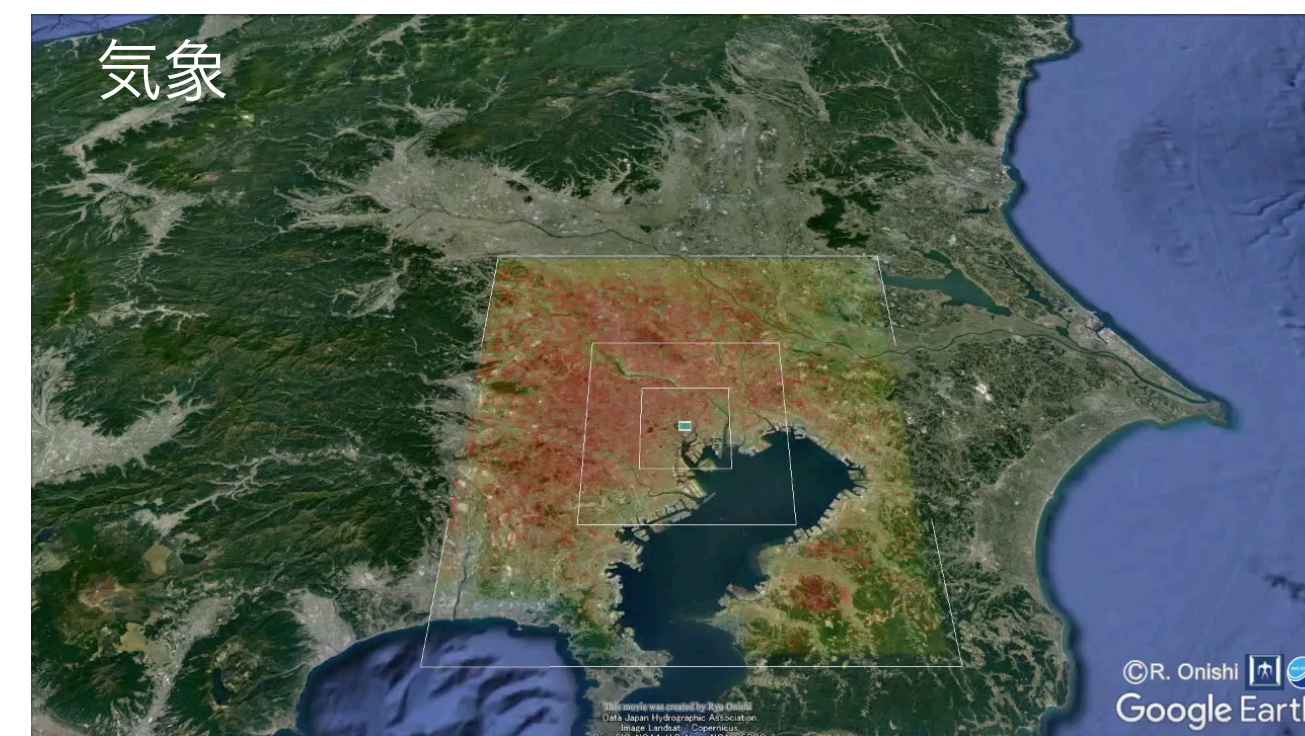 気象
©R. Onishi
Google Earth
This movie was created by Ryo Onishi
Data Japan Hydrographic Association
Image Landsat / Copernicus